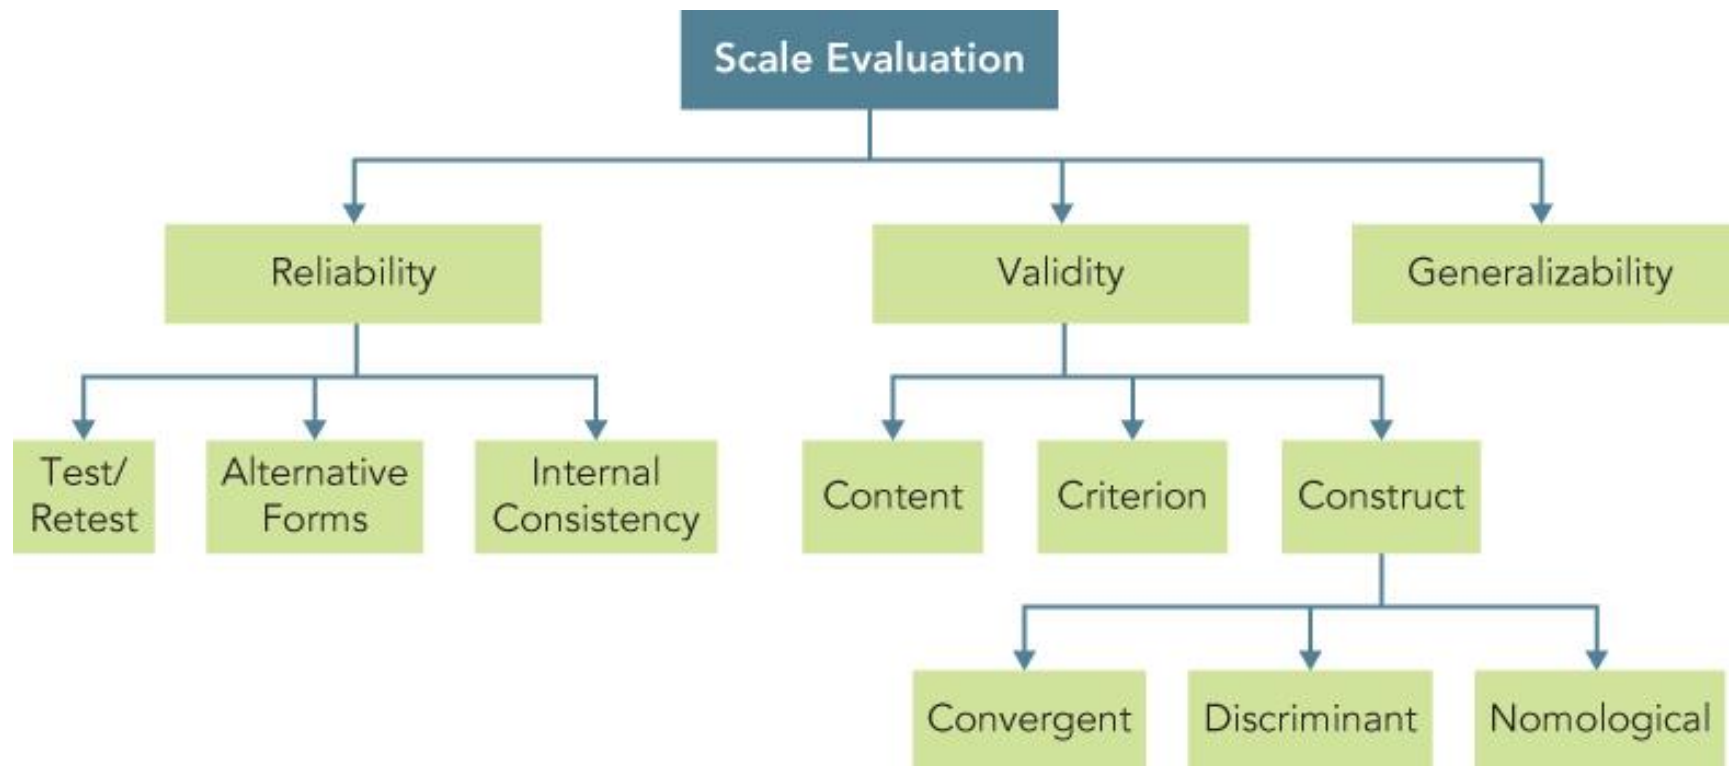 Scale Evaluation
Reliability
Validity
Generalizability
Test/
Retest
Alternative
Forms
Internal
Consistency
Content
Criterion
Construct
Convergent
Discriminant
Nomological